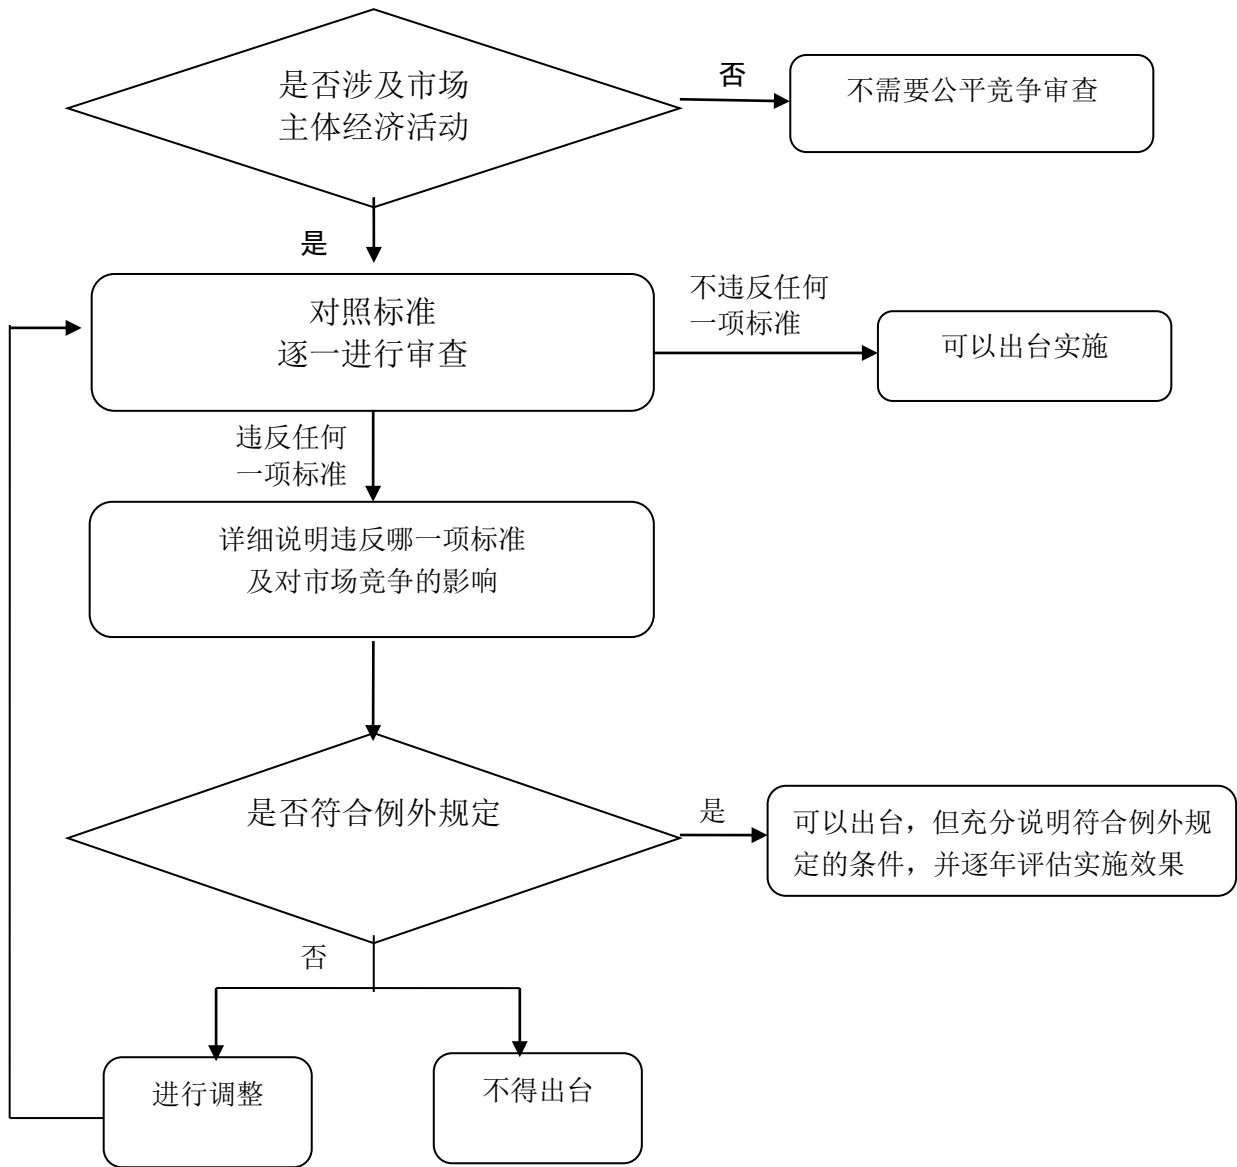 是否涉及市场
主体经济活动
否
不需要公平竞争审查
是
对照标准
逐一进行审查
不违反任何
一项标准
可以出台实施
违反任何
一项标准
详细说明违反哪一项标准
及对市场竞争的影响
是否符合例外规定
是
可以出台，但充分说明符合例外规
定的条件，并逐年评估实施效果
否
进行调整
不得出台